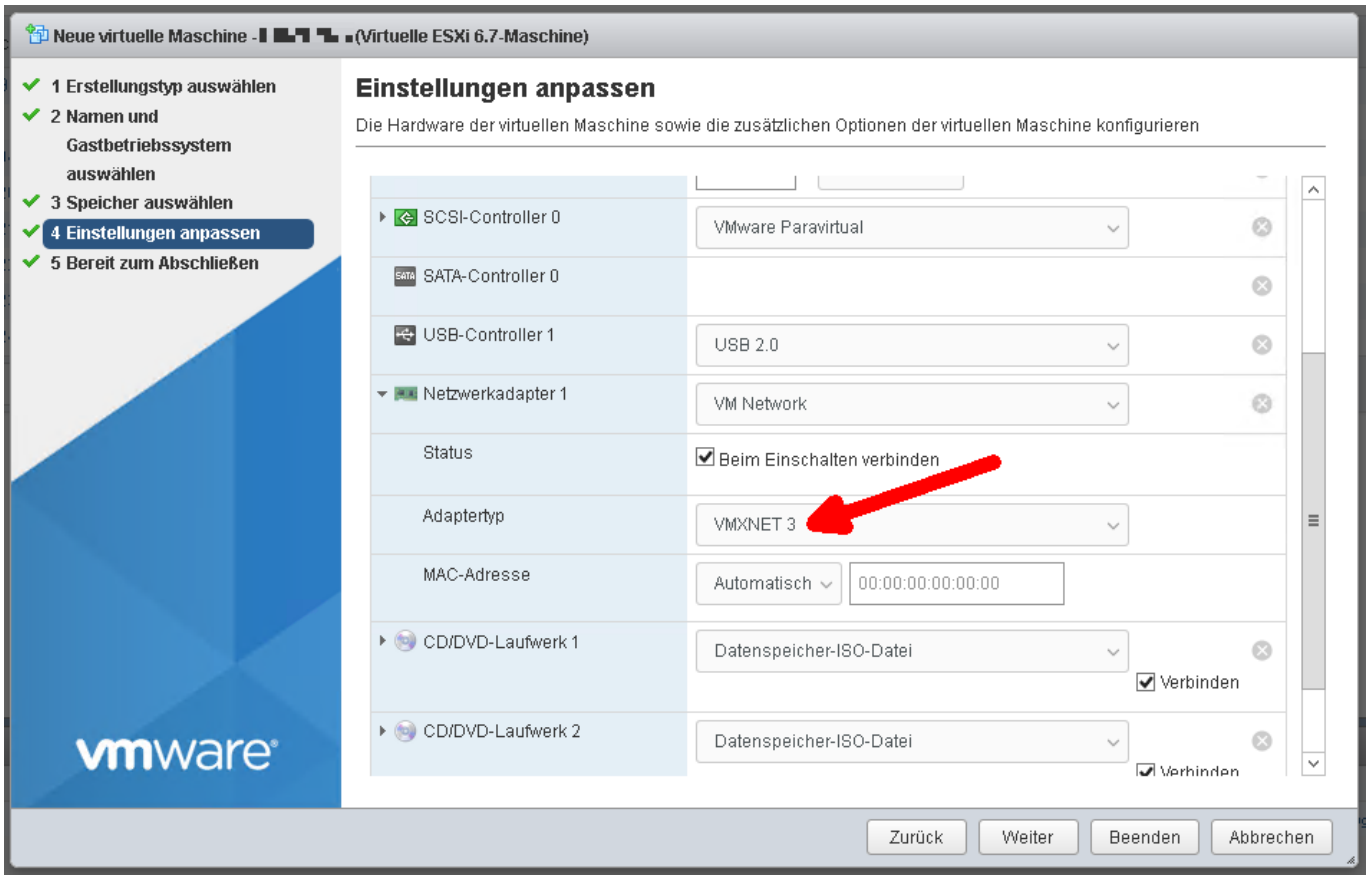 Neue virtuelle Maschine - (Virtuelle ESXi 6.7-Maschine)
1 Erstellungstyp auswählen
2 Namen und
Gastbetriebssystem
auswählen
3 Speicher auswählen
4 Einstellungen anpassen
5 Bereit zum Abschließen
vmware®
Einstellungen anpassen
Die Hardware der virtuellen Maschine sowie die zusätzlichen Optionen der virtuellen Maschine konfigurieren
SCSI-Controller 0 VMware Paravirtual
SATA SATA-Controller 0
USB-Controller 1 USB 2.0
Netzwerkadapter 1 VM Network
Status Beim Einschalten verbinden
Adaptertyp VMXNET 3
MAC-Adresse Automatisch 00:00:00:00:00:00
CD/DVD-Laufwerk 1 Datenspeicher-ISO-Datei
Verbinden
CD/DVD-Laufwerk 2 Datenspeicher-ISO-Datei
Verbinden
Zurück Weiter Beenden Abbrechen